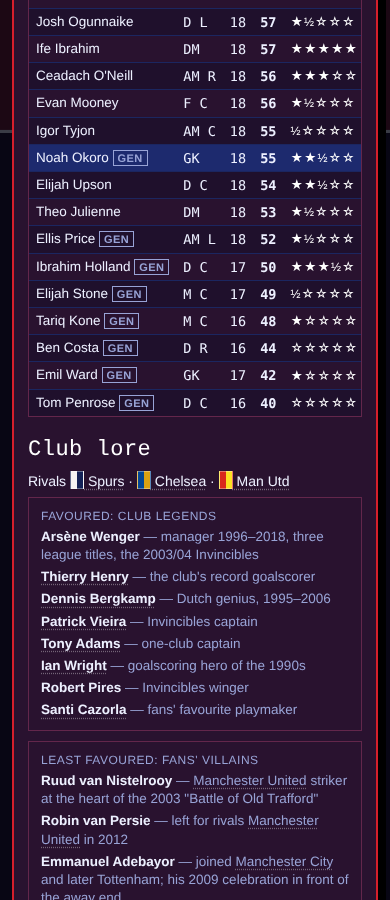 Josh Ogunnaike D L 18 57 ★½☆☆☆
Ife Ibrahim DM 18 57 ★★★★★
Ceadach O'Neill AM R 18 56 ★★★☆☆
Evan Mooney F C 18 56 ★½☆☆☆
Igor Tyjon AM C 18 55 ½☆☆☆☆
Noah Okoro GEN GK 18 55 ★★½☆☆
Elijah Upson D C 18 54 ★★½☆☆
Theo Julienne DM 18 53 ★½☆☆☆
Ellis Price GEN AM L 18 52 ★½☆☆☆
Ibrahim Holland GEN D C 17 50 ★★★½☆
Elijah Stone GEN M C 17 49 ½☆☆☆☆
Tariq Kone GEN M C 16 48 ★☆☆☆☆
Ben Costa GEN D R 16 44 ☆☆☆☆☆
Emil Ward GEN GK 17 42 ★☆☆☆☆
Tom Penrose GEN D C 16 40 ☆☆☆☆☆
Club lore
Rivals Spurs · Chelsea · Man Utd
FAVOURED: CLUB LEGENDS
Arsène Wenger — manager 1996–2018, three
league titles, the 2003/04 Invincibles
Thierry Henry — the club's record goalscorer
Dennis Bergkamp — Dutch genius, 1995–2006
Patrick Vieira — Invincibles captain
Tony Adams — one-club captain
Ian Wright — goalscoring hero of the 1990s
Robert Pires — Invincibles winger
Santi Cazorla — fans' favourite playmaker
LEAST FAVOURED: FANS' VILLAINS
Ruud van Nistelrooy — Manchester United striker
at the heart of the 2003 "Battle of Old Trafford"
Robin van Persie — left for rivals Manchester
United in 2012
Emmanuel Adebayor — joined Manchester City
and later Tottenham; his 2009 celebration in front of
the away end